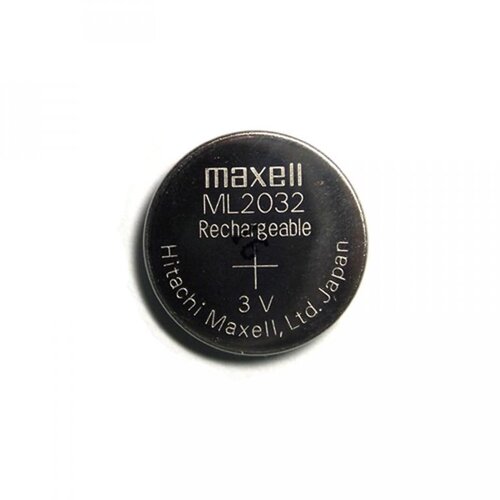 maxell
ML2032
Rechargeable
+
3 V
Hitachi Maxell, Ltd. Japan